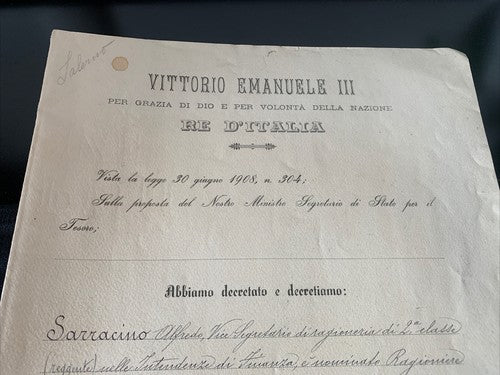 Salerno
VITTORIO EMANUELE III
PER GRAZIA DI DIO E PER VOLONTÀ DELLA NAZIONE
RE D'ITALIA
Vista la legge 30 giugno 1908, n. 304;
Sulla proposta del Nostro Ministro Segretario di Stato per il
Tesoro;
Abbiamo decretato e decretiamo:
Sarracino Alfredo, Vice Segretario di ragioneria di 2ª classe
(reggente) nelle Intendenze di Finanza, è nominato Ragioniere